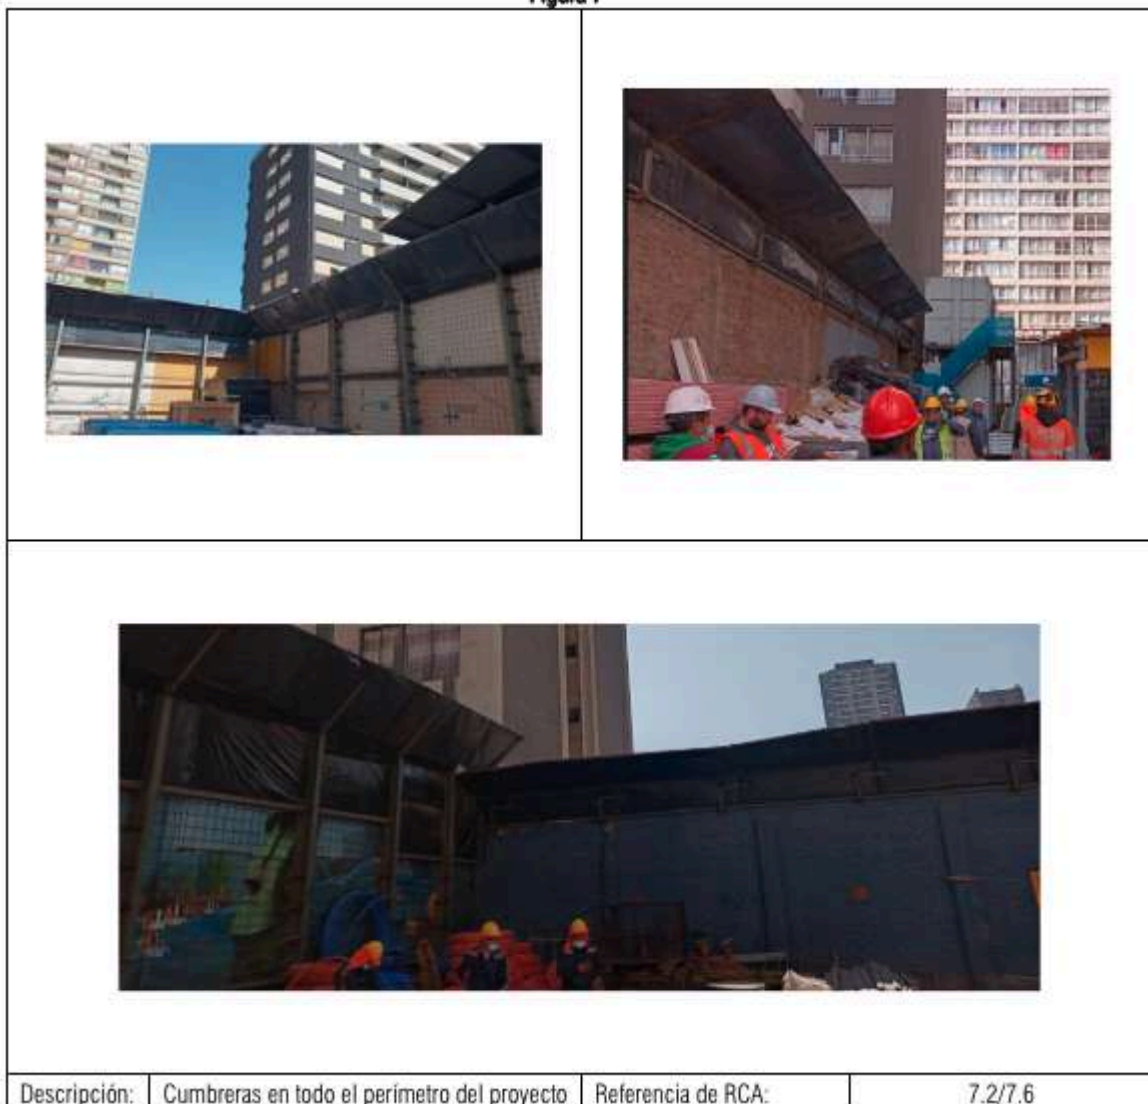 Descripción:
Cumbreras en todo el perímetro del proyecto
Referencia de RCA:
7.2/7.6